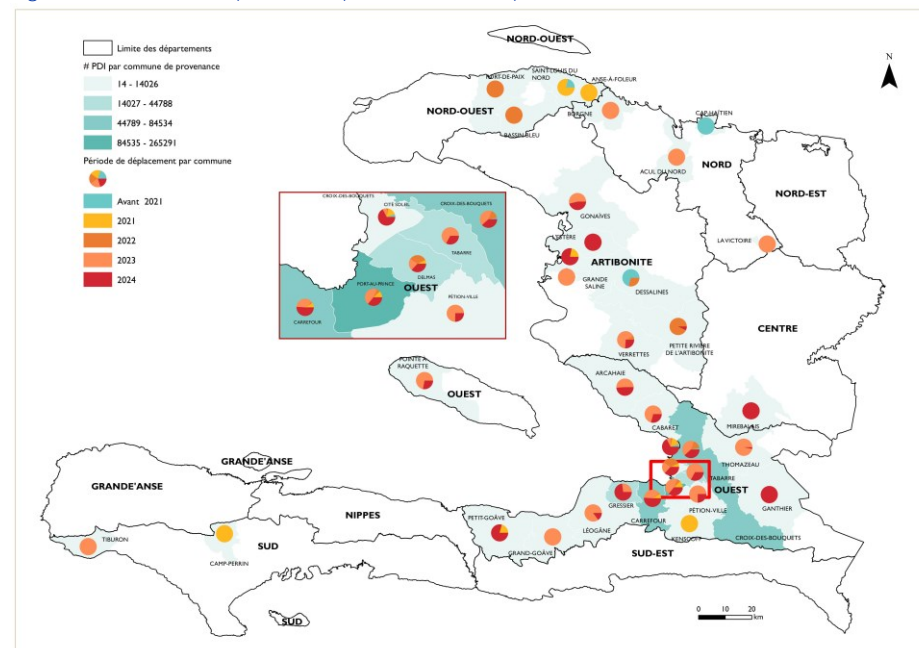 Limite des départements
# PDI par commune de provenance
14 - 14026
14027 - 44788
44789 - 84534
84535 - 265291
Période de déplacement par commune
Avant 2021
2021
2022
2023
2024
NORD-OUEST
N
PORT-DE-PAIX
SAINT-LOUIS DU
NORD
ANSE-À-FOLEUR
NORD-OUEST
BASSIN BLEU
BORGNE
CAP-HAÏTIEN
NORD
ACUL DU NORD
NORD-EST
GONAÏVES
LA VICTOIRE
L'ESTÈRE
ARTIBONITE
GRANDE
SALINE
DESSALINES
CENTRE
VERRETTES
PETITE RIVIÈRE
DE L'ARTIBONITE
CROIX-DES-BOUQUETS
CITÉ SOLEIL
CROIX-DES-BOUQUETS
TABARRE
DELMAS
OUEST
PORT-AU-PRINCE
CARREFOUR
PÉTION-VILLE
POINTE À
RAQUETTE
OUEST
ARCAHAIE
CABARET
MIREBALAIS
THOMAZEAU
TABARRE
OUEST
GRESSIER
PÉTION-VILLE
GANTHIER
CARREFOUR
KENSCOFF
CROIX-DES-BOUQUETS
GRANDE'ANSE
GRANDE'ANSE
NIPPES
PETIT-GOÂVE
LÉOGÂNE
GRAND-GOÂVE
SUD-EST
TIBURON
SUD
CAMP-PERRIN
SUD
0 10 20
km